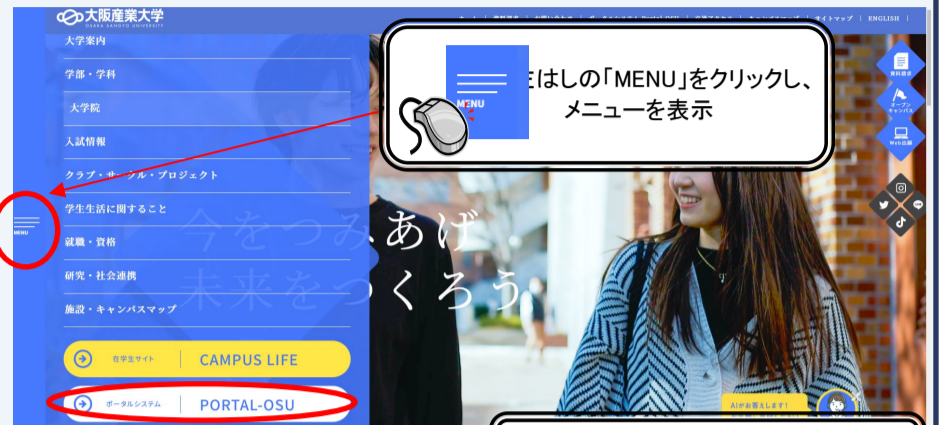 大阪産業大学
OSAKA SANGYO UNIVERSITY
サイトマップ | ENGLISH |
大学案内
学部・学科
大学院
入試情報
クラブ・サークル・プロジェクト
学生生活に関すること
就職・資格
研究・社会連携
施設・キャンパスマップ
在学生サイト
CAMPUS LIFE
ポータルシステム
PORTAL-OSU
MENU
MENU
はしの「MENU」をクリックし、
メニューを表示
今をつみあげ
未来をつくろう
資料請求
オープン
キャンパス
Web出願
AIがお答えします!